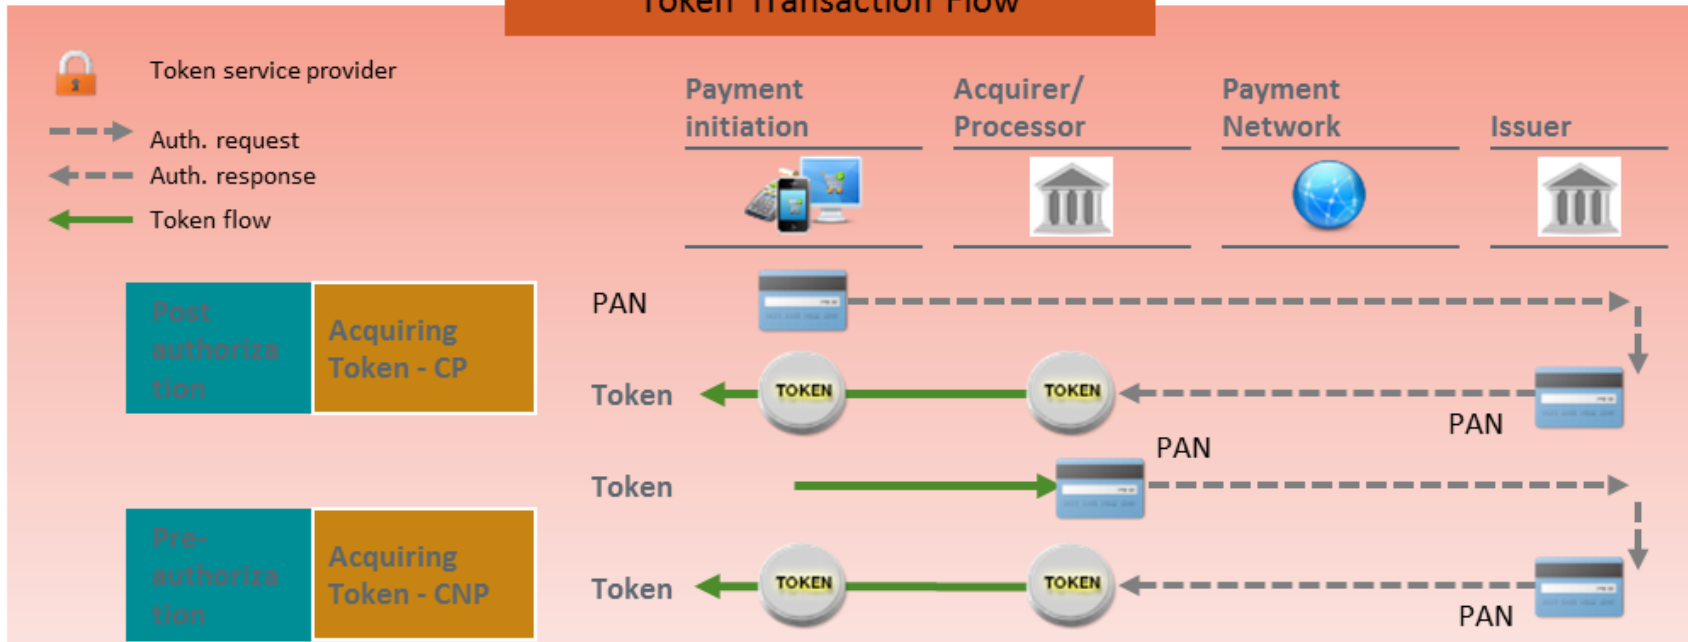 Token Transaction Flow
Token service provider
Auth. request
Auth. response
Token flow
Payment
initiation
Acquirer/
Processor
Payment
Network
Issuer
Post
authoriza
tion
Acquiring
Token - CP
PAN
Token
TOKEN
TOKEN
PAN
PAN
Token
Pre-
authoriza
tion
Acquiring
Token - CNP
Token
TOKEN
TOKEN
PAN